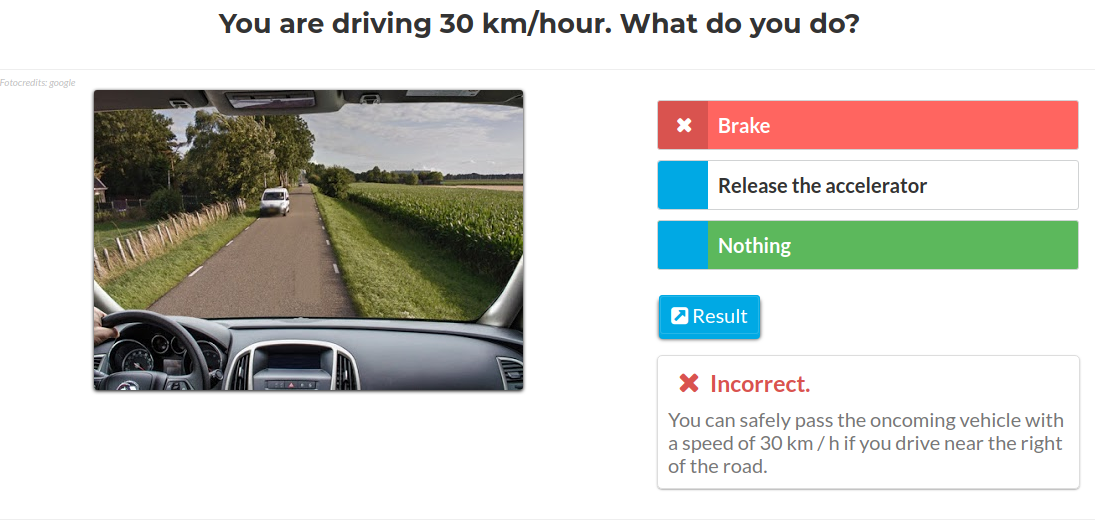 You are driving 30 km/hour. What do you do?
Fotocredits: google
Brake
Release the accelerator
Nothing
Result
Incorrect.
You can safely pass the oncoming vehicle with
a speed of 30 km / h if you drive near the right
of the road.